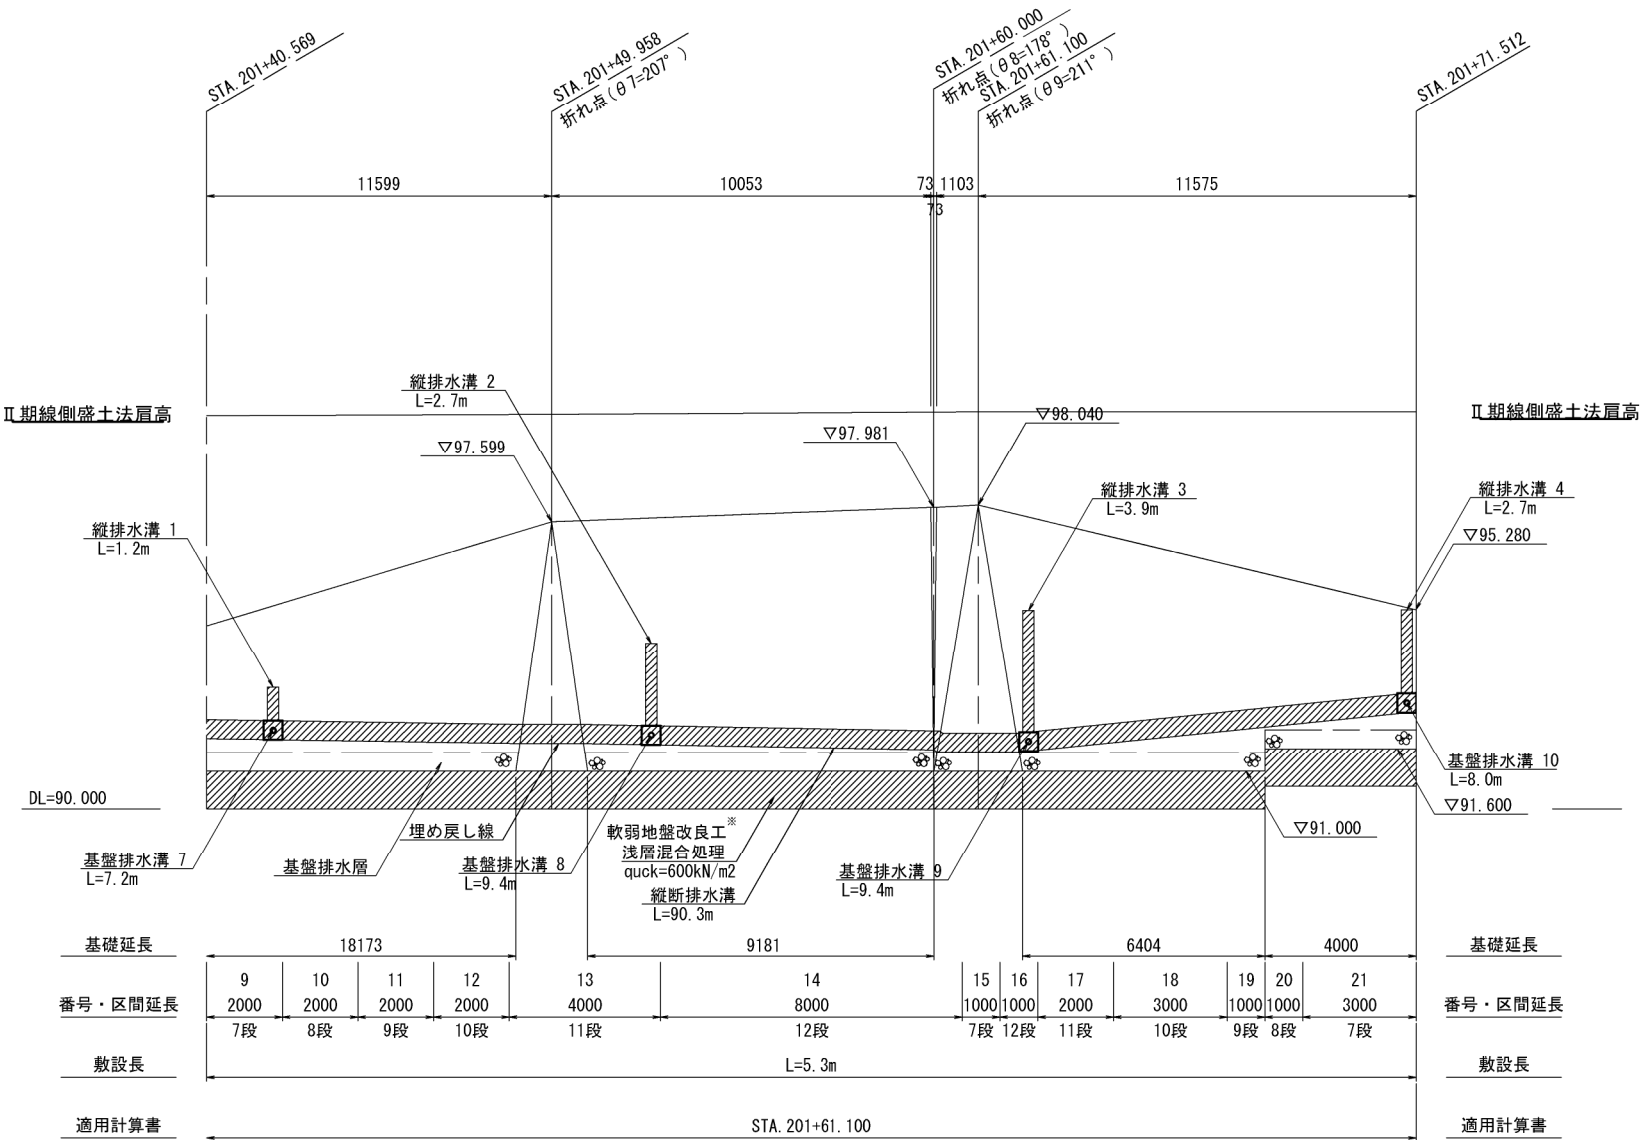 STA. 201+40.569
STA. 201+49.958
折れ点(θ7=207°)
STA. 201+60.000
折れ点(θ8=178°)
STA. 201+61.100
折れ点(θ9=211°)
STA. 201+71.512
11599
10053
73
1103
11575
73
縦排水溝 2
L=2.7m
Ⅱ期線側盛土法肩高
▽98.040
Ⅱ期線側盛土法肩高
▽97.599
▽97.981
縦排水溝 3
L=3.9m
縦排水溝 4
L=2.7m
縦排水溝 1
L=1.2m
▽95.280
DL=90.000
基盤排水溝 10
L=8.0m
▽91.600
埋め戻し線
軟弱地盤改良工※
浅層混合処理
quck=600kN/m2
▽91.000
基盤排水溝 7
L=7.2m
基盤排水層
基盤排水溝 8
L=9.4m
縦断排水溝
L=90.3m
基盤排水溝 9
L=9.4m
基礎延長
18173
9181
6404
4000
基礎延長
9 10 11 12 13 14 15 16 17 18 19 20 21
番号・区間延長 2000 2000 2000 2000 4000 8000 1000 1000 2000 3000 1000 1000 3000 番号・区間延長
7段 8段 9段 10段 11段 12段 7段 12段 11段 10段 9段 8段 7段
敷設長 L=5.3m 敷設長
適用計算書 STA. 201+61.100 適用計算書